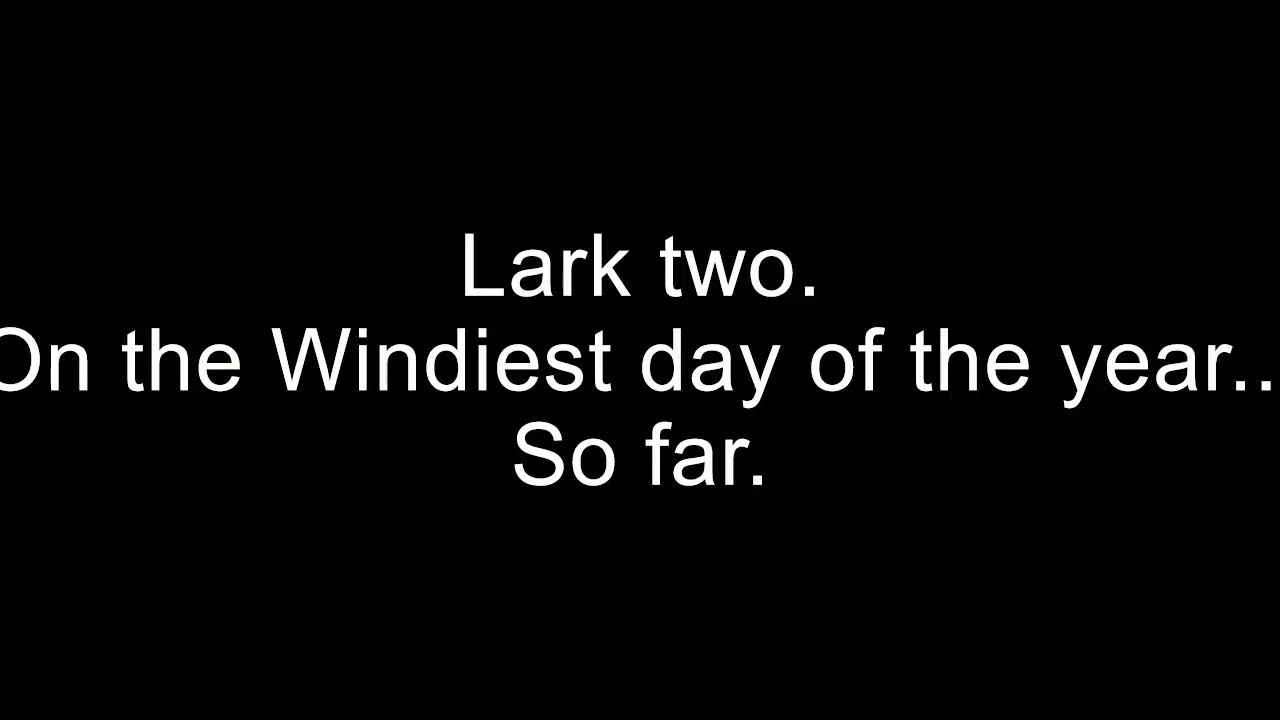 Lark two.
On the Windiest day of the year..
So far.